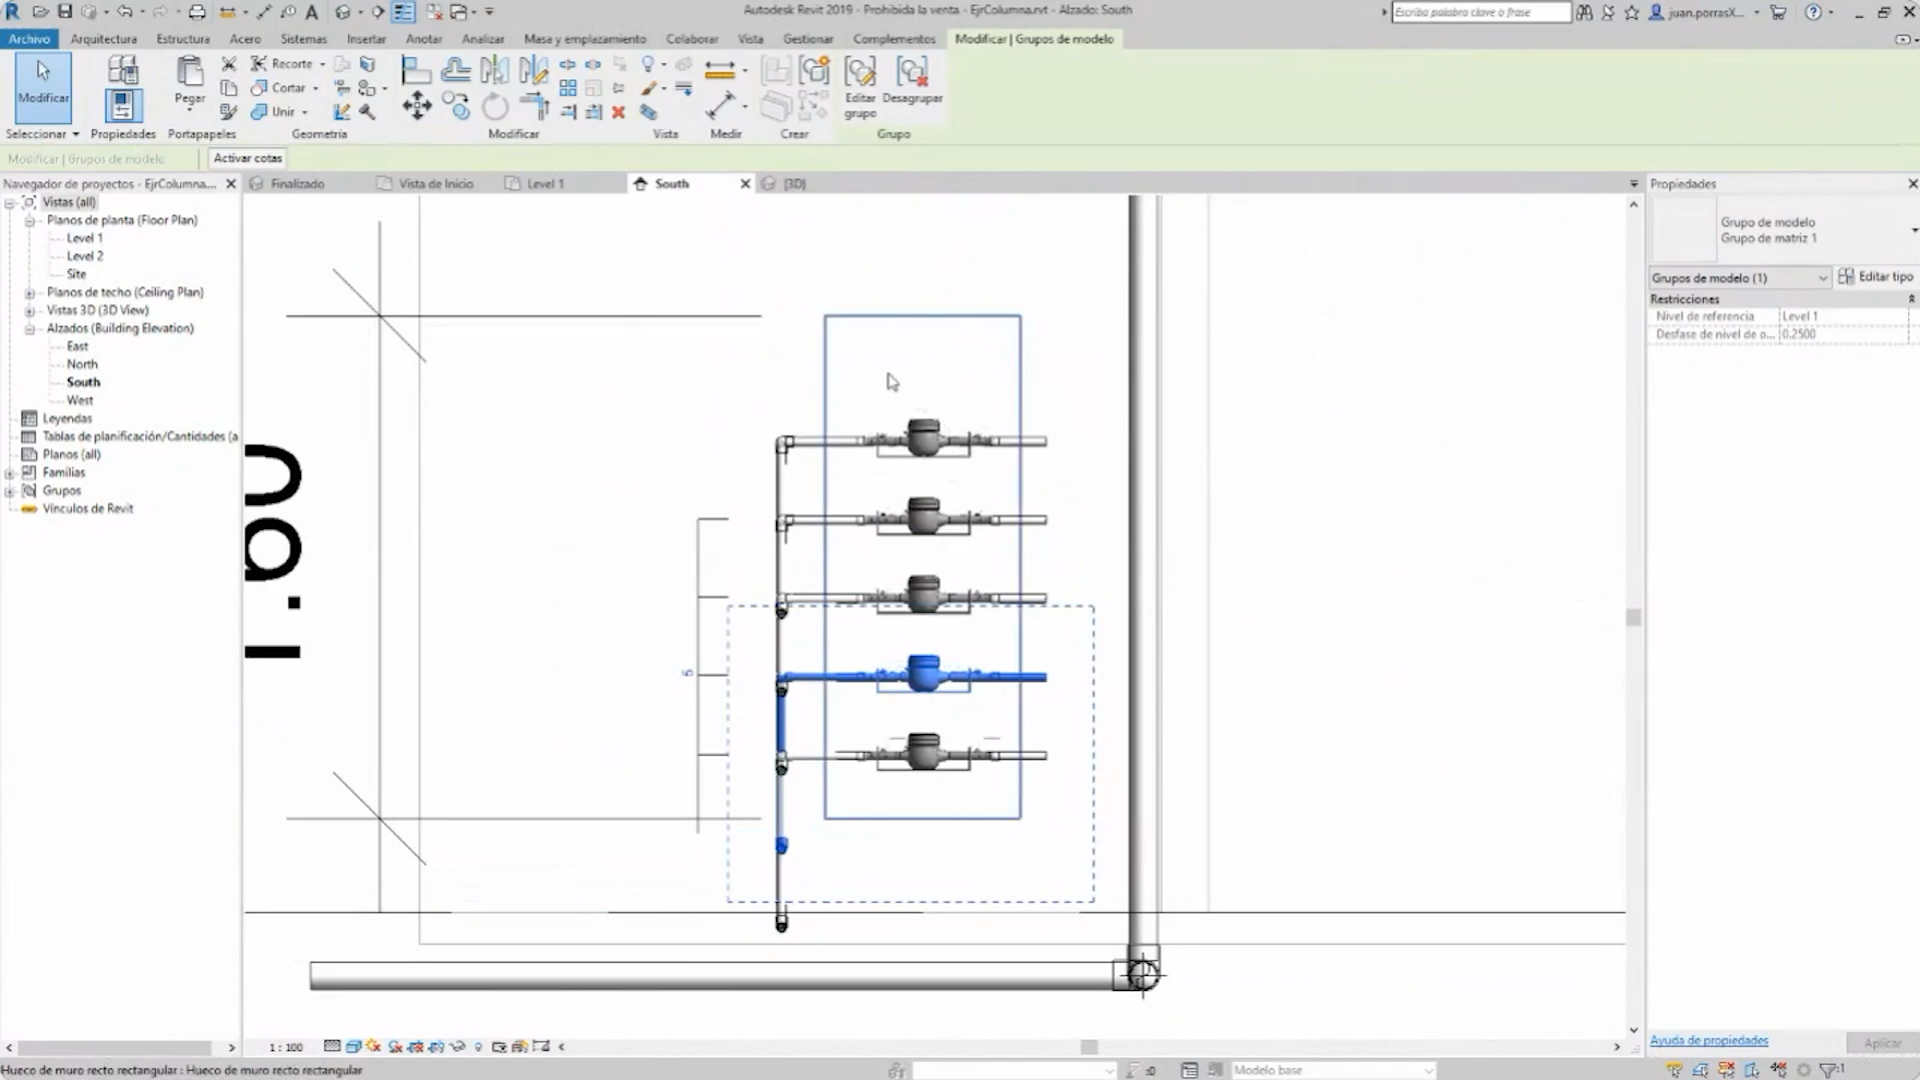 Autodesk Revit 2019 - Prohibida la venta - EjrColumna.rvt - Alzado: South
Escriba palabra clave o frase
juan.porrasX...
Archivo Arquitectura Estructura Acero Sistemas Insertar Anotar Analizar Masa y emplazamiento Colaborar Vista Gestionar Complementos Modificar | Grupos de modelo
Modificar
Pegar
Recorte
Cortar
Unir
Editar grupo
Desagrupar
Seleccionar Propiedades Portapapeles Geometría Modificar Vista Medir Crear Grupo
Modificar | Grupos de modelo Activar cotas
Navegador de proyectos - EjrColumna....
Finalizado Vista de Inicio Level 1 South {3D}
Vistas (all)
Planos de planta (Floor Plan)
Level 1
Level 2
Site
Planos de techo (Ceiling Plan)
Vistas 3D (3D View)
Alzados (Building Elevation)
East
North
South
West
Leyendas
Tablas de planificación/Cantidades (a
Planos (all)
Familias
Grupos
Vínculos de Revit
Propiedades
Grupo de modelo
Grupo de matriz 1
Grupos de modelo (1) Editar tipo
Restricciones
Nivel de referencia Level 1
Desfase de nivel de o... 0.2500
Ayuda de propiedades Aplicar
1 : 100
Hueco de muro recto rectangular : Hueco de muro recto rectangular
:0
Modelo base
:1